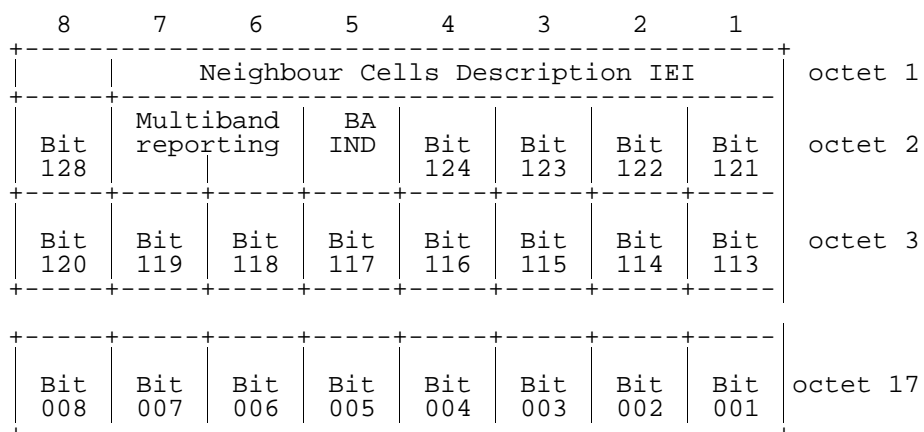 8 7 6 5 4 3 2 1
Neighbour Cells Description IEI octet 1
Multiband BA
Bit reporting IND Bit Bit Bit Bit octet 2
128 124 123 122 121
Bit Bit Bit Bit Bit Bit Bit Bit octet 3
120 119 118 117 116 115 114 113
Bit Bit Bit Bit Bit Bit Bit Bit octet 17
008 007 006 005 004 003 002 001